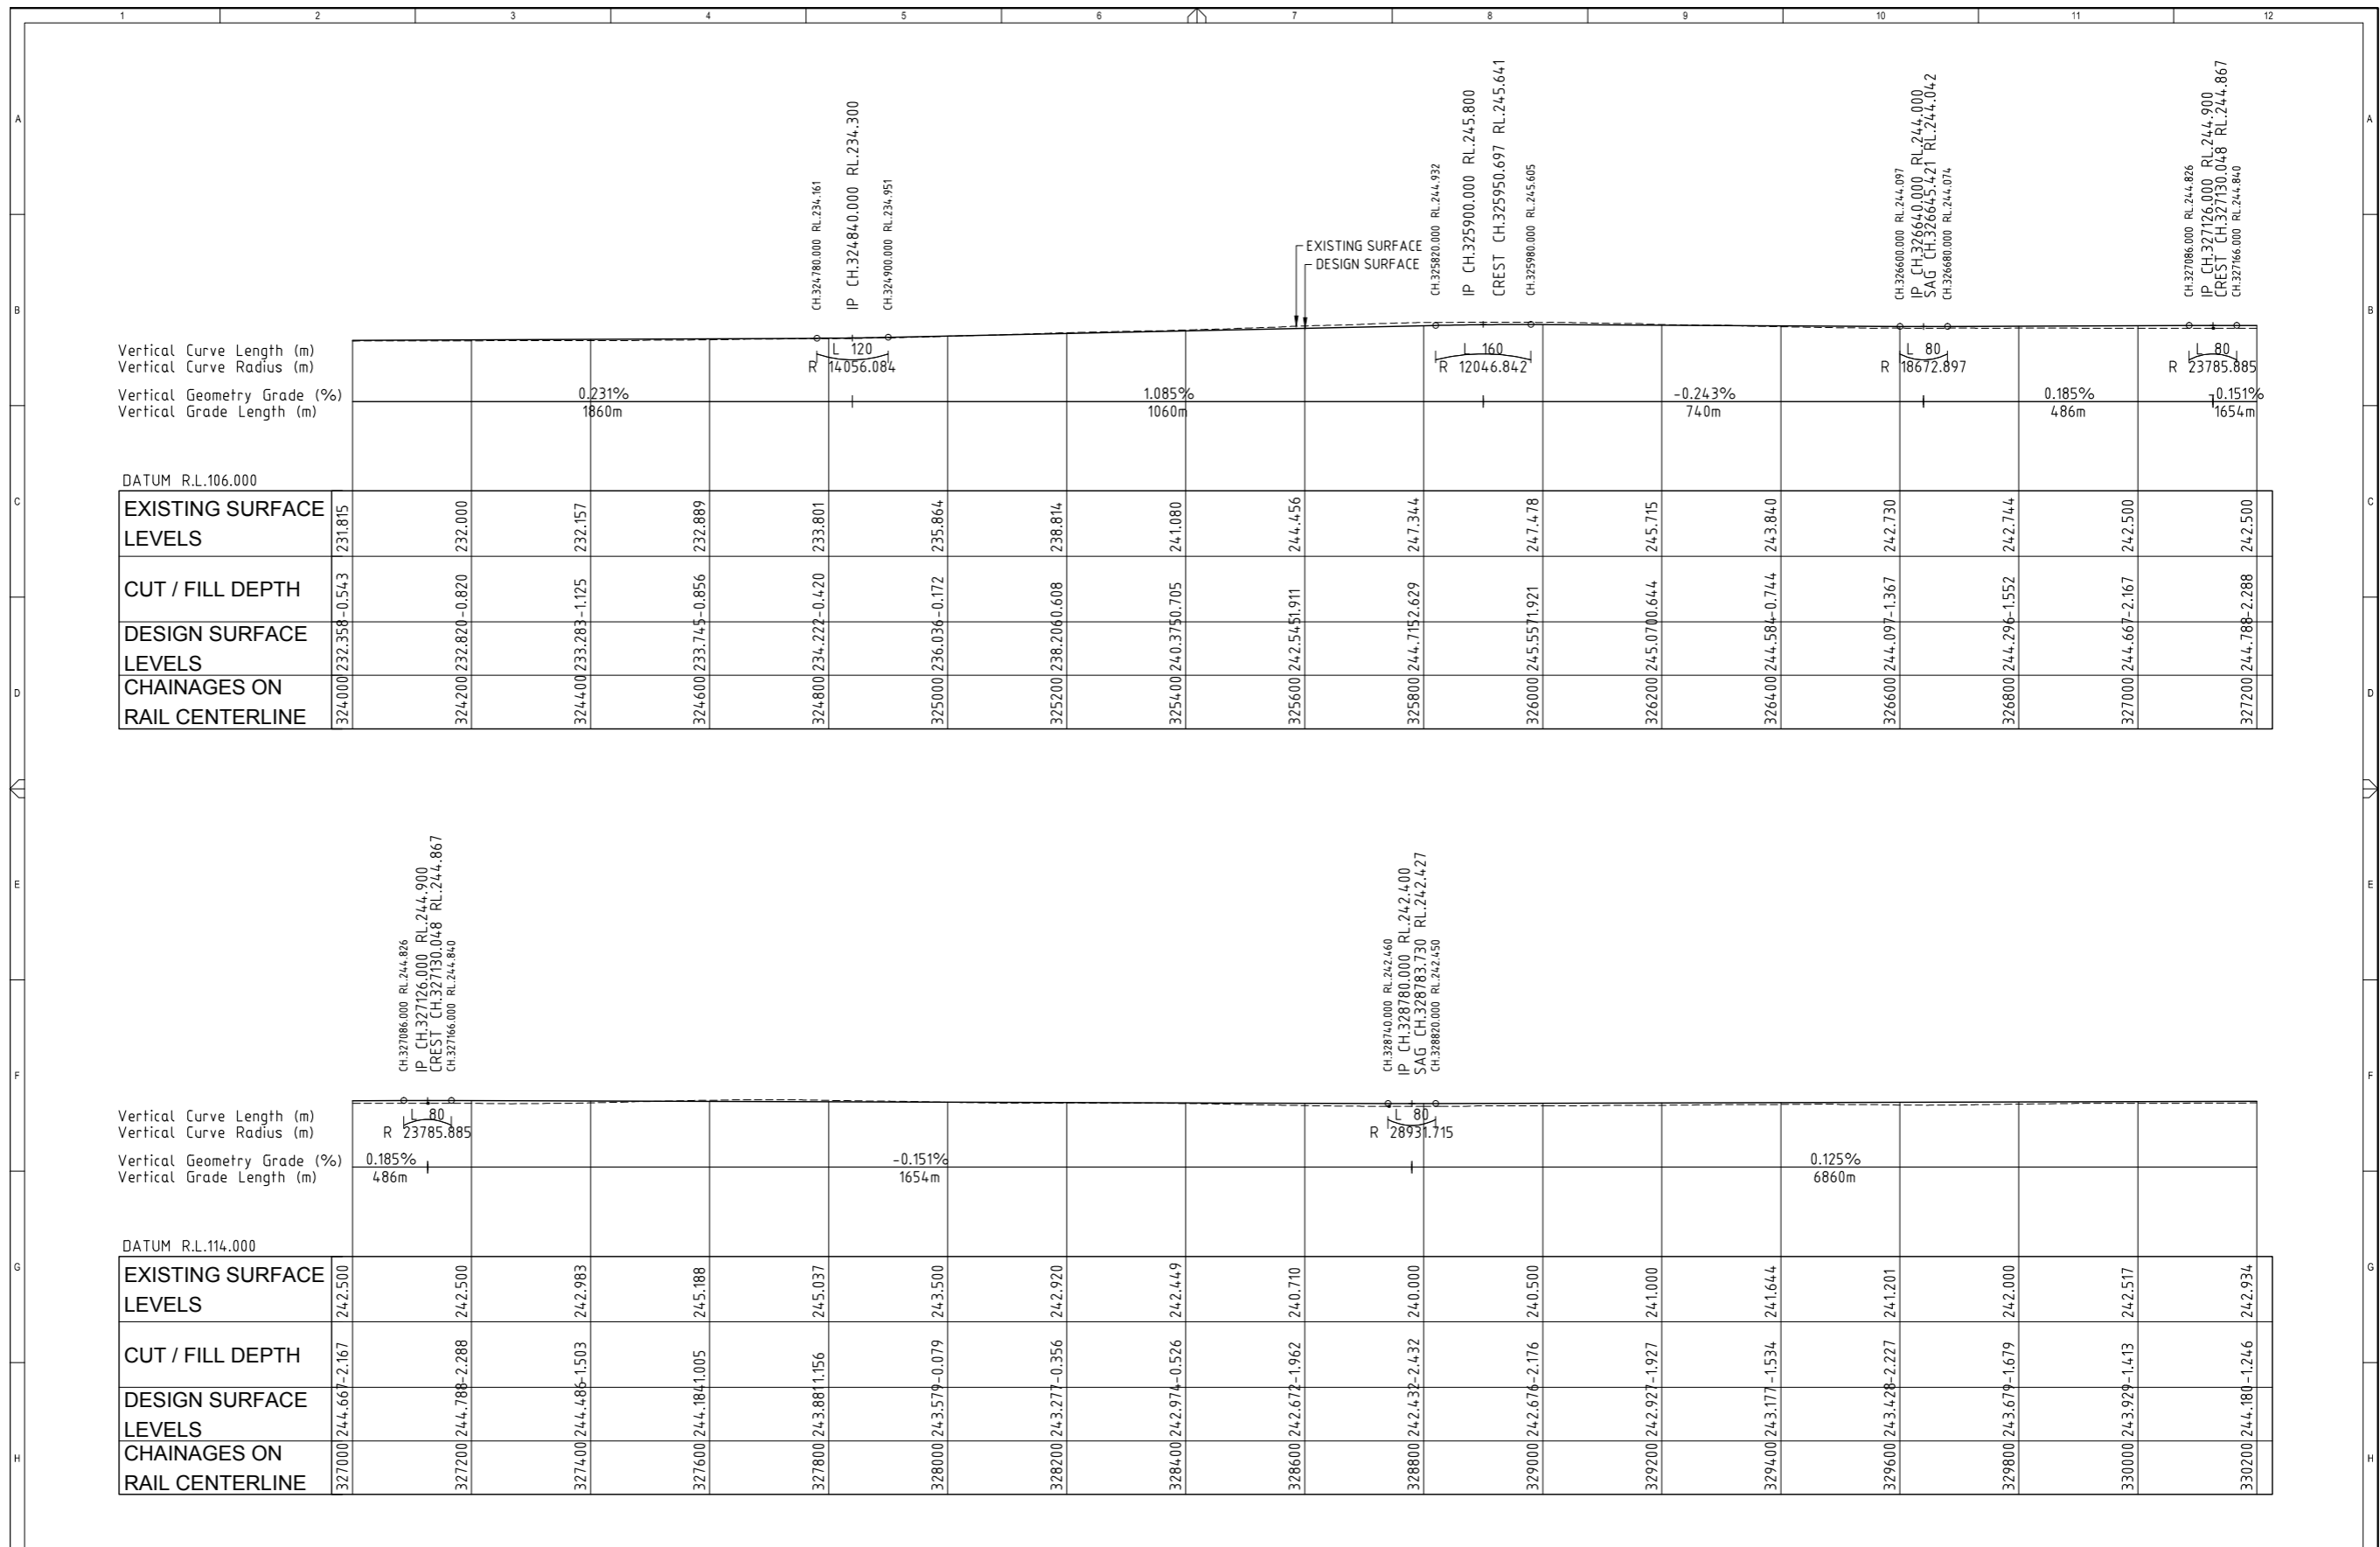 1 2 3 4 5 6 7 8 9 10 11 12
A A
B B
C C
D D
E E
F F
G G
H H
CH.324780.000 RL.234.161
IP CH.324840.000 RL.234.300
CH.324900.000 RL.234.951
EXISTING SURFACE
DESIGN SURFACE
CH.325820.000 RL.244.932
IP CH.325900.000 RL.245.800
CREST CH.325950.697 RL.245.641
CH.325980.000 RL.245.605
CH.326600.000 RL.244.097
IP CH.326640.000 RL.244.000
SAG CH.326645.421 RL.244.042
CH.326680.000 RL.244.074
CH.327086.000 RL.244.826
IP CH.327126.000 RL.244.900
CREST CH.327130.048 RL.244.867
CH.327166.000 RL.244.840
Vertical Curve Length (m) L 120 L 160 L 80 L 80
Vertical Curve Radius (m) R 14056.084 R 12046.842 R 18672.897 R 23785.885
Vertical Geometry Grade (%) 0.231% 1.085% -0.243% 0.185% -0.151%
Vertical Grade Length (m) 1860m 1060m 740m 486m 1654m
DATUM R.L.106.000
EXISTING SURFACE LEVELS 231.815 232.000 232.157 232.889 233.801 235.864 238.814 241.080 244.456 247.344 247.478 245.715 243.840 242.730 242.744 242.500 242.500
CUT / FILL DEPTH -0.543 -0.820 -1.125 -0.856 -0.420 -0.172 0.608 0.705 1.911 2.629 1.921 0.644 -0.744 -1.367 -1.552 -2.167 -2.288
DESIGN SURFACE LEVELS 232.358 232.820 233.283 233.745 234.222 236.036 238.206 240.375 242.545 244.715 245.557 245.070 244.584 244.097 244.296 244.667 244.788
CHAINAGES ON RAIL CENTERLINE 324000 324200 324400 324600 324800 325000 325200 325400 325600 325800 326000 326200 326400 326600 326800 327000 327200
CH.327086.000 RL.244.826
IP CH.327126.000 RL.244.900
CREST CH.327130.048 RL.244.867
CH.327166.000 RL.244.840
CH.328740.000 RL.242.460
IP CH.328780.000 RL.242.400
SAG CH.328783.730 RL.242.427
CH.328820.000 RL.242.450
Vertical Curve Length (m) L 80 L 80
Vertical Curve Radius (m) R 23785.885 R 28931.715
Vertical Geometry Grade (%) 0.185% -0.151% 0.125%
Vertical Grade Length (m) 486m 1654m 6860m
DATUM R.L.114.000
EXISTING SURFACE LEVELS 242.500 242.500 242.983 245.188 245.037 243.500 242.920 242.449 240.710 240.000 240.500 241.000 241.644 241.201 242.000 242.517 242.934
CUT / FILL DEPTH -2.167 -2.288 -1.503 1.005 1.156 -0.079 -0.356 -0.526 -1.962 -2.432 -2.176 -1.927 -1.534 -2.227 -1.679 -1.413 -1.246
DESIGN SURFACE LEVELS 244.667 244.788 244.486 244.184 243.881 243.579 243.277 242.974 242.672 242.432 242.676 242.927 243.177 243.428 243.679 243.929 244.180
CHAINAGES ON RAIL CENTERLINE 327000 327200 327400 327600 327800 328000 328200 328400 328600 328800 329000 329200 329400 329600 329800 330000 330200